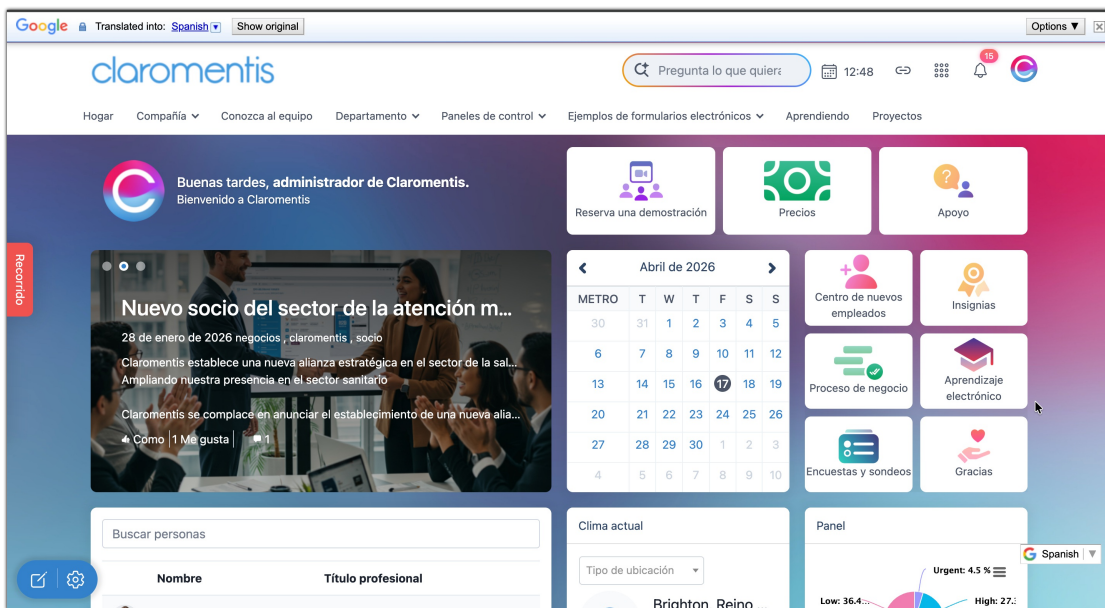 Google Translated into: Spanish Show original Options ▼
claromentis
Pregunta lo que quiera
12:48
15
Hogar Compañía Conozca al equipo Departamento Paneles de control Ejemplos de formularios electrónicos Aprendiendo Proyectos
Buenas tardes, administrador de Claromentis.
Bienvenido a Claromentis
Reserva una demostración
Precios
Apoyo
Recorrido
Nuevo socio del sector de la atención m...
28 de enero de 2026 negocios , claromentis , socio
Claromentis establece una nueva alianza estratégica en el sector de la sal...
Ampliando nuestra presencia en el sector sanitario
Claromentis se complace en anunciar el establecimiento de una nueva alia...
Como 1 Me gusta 1
Abril de 2026
METRO T W T F S S
30 31 1 2 3 4 5
6 7 8 9 10 11 12
13 14 15 16 17 18 19
20 21 22 23 24 25 26
27 28 29 30 1 2 3
4 5 6 7 8 9 10
Centro de nuevos
empleados
Insignias
Proceso de negocio
Aprendizaje
electrónico
Encuestas y sondeos
Gracias
Buscar personas
Nombre Título profesional
Clima actual
Tipo de ubicación
Brighton, Reino ...
Panel
Urgent: 4.5 %
Low: 36.4...
High: 27.:
Spanish ▼